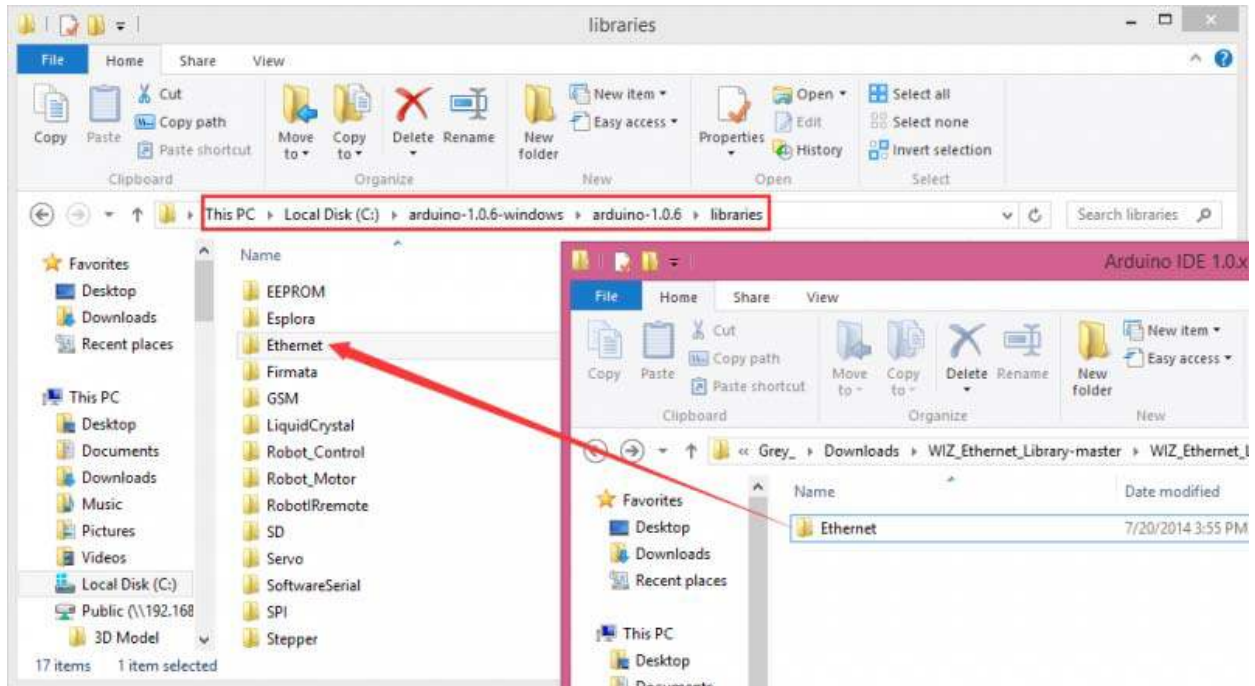 libraries
File Home Share View
Copy Paste Cut Copy path Paste shortcut
Move to Copy to Delete Rename New folder
New item Easy access
Properties Open Edit History
Select all Select none Invert selection
Clipboard Organize New Open Select
This PC Local Disk (C:) arduino-1.0.6-windows arduino-1.0.6 libraries
Search libraries
Favorites
Desktop
Downloads
Recent places
This PC
Desktop
Documents
Downloads
Music
Pictures
Videos
Local Disk (C:)
Public (\\192.168
3D Model
17 items 1 item selected
Name
EEPROM
Esplora
Ethernet
Firmata
GSM
LiquidCrystal
Robot_Control
Robot_Motor
RobotIRremote
SD
Servo
SoftwareSerial
SPI
Stepper
Arduino IDE 1.0.x
File Home Share View
Copy Paste Cut Copy path Paste shortcut
Move to Copy to Delete Rename New folder
New item Easy access
Clipboard Organize New
« Grey_ Downloads WIZ_Ethernet_Library-master WIZ_Ethernet_L
Favorites
Desktop
Downloads
Recent places
This PC
Desktop
Documents
Name Date modified
Ethernet 7/20/2014 3:55 PM